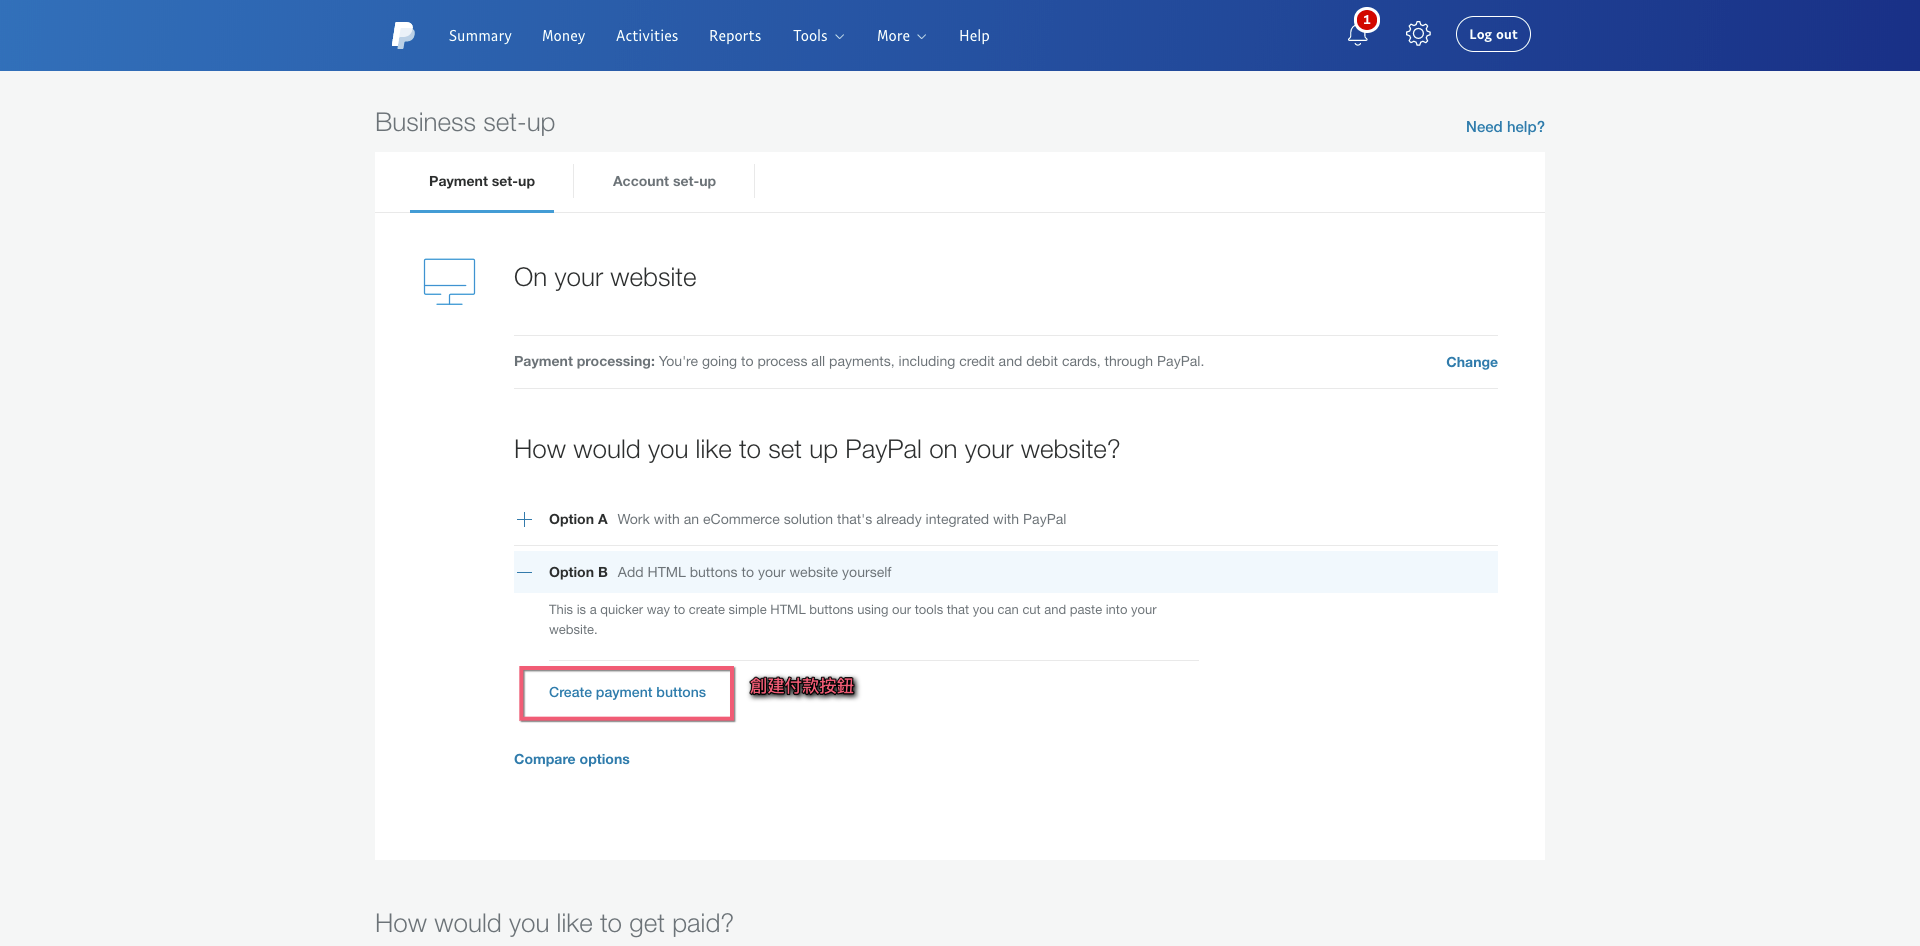 Summary Money Activities Reports Tools More Help 1 Log out
Business set-up
Need help?
Payment set-up Account set-up
On your website
Payment processing: You're going to process all payments, including credit and debit cards, through PayPal. Change
How would you like to set up PayPal on your website?
Option A Work with an eCommerce solution that's already integrated with PayPal
Option B Add HTML buttons to your website yourself
This is a quicker way to create simple HTML buttons using our tools that you can cut and paste into your
website.
Create payment buttons 創建付款按鈕
Compare options
How would you like to get paid?